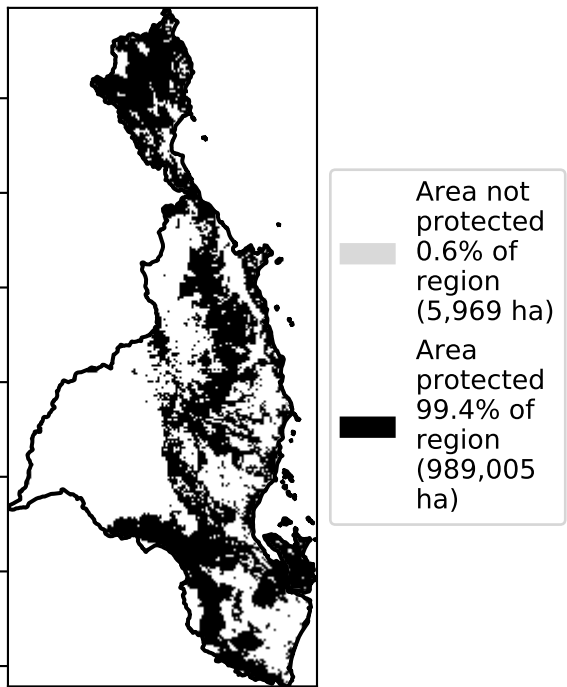 Area not
protected
0.6% of
region
(5,969 ha)
Area
protected
99.4% of
region
(989,005
ha)